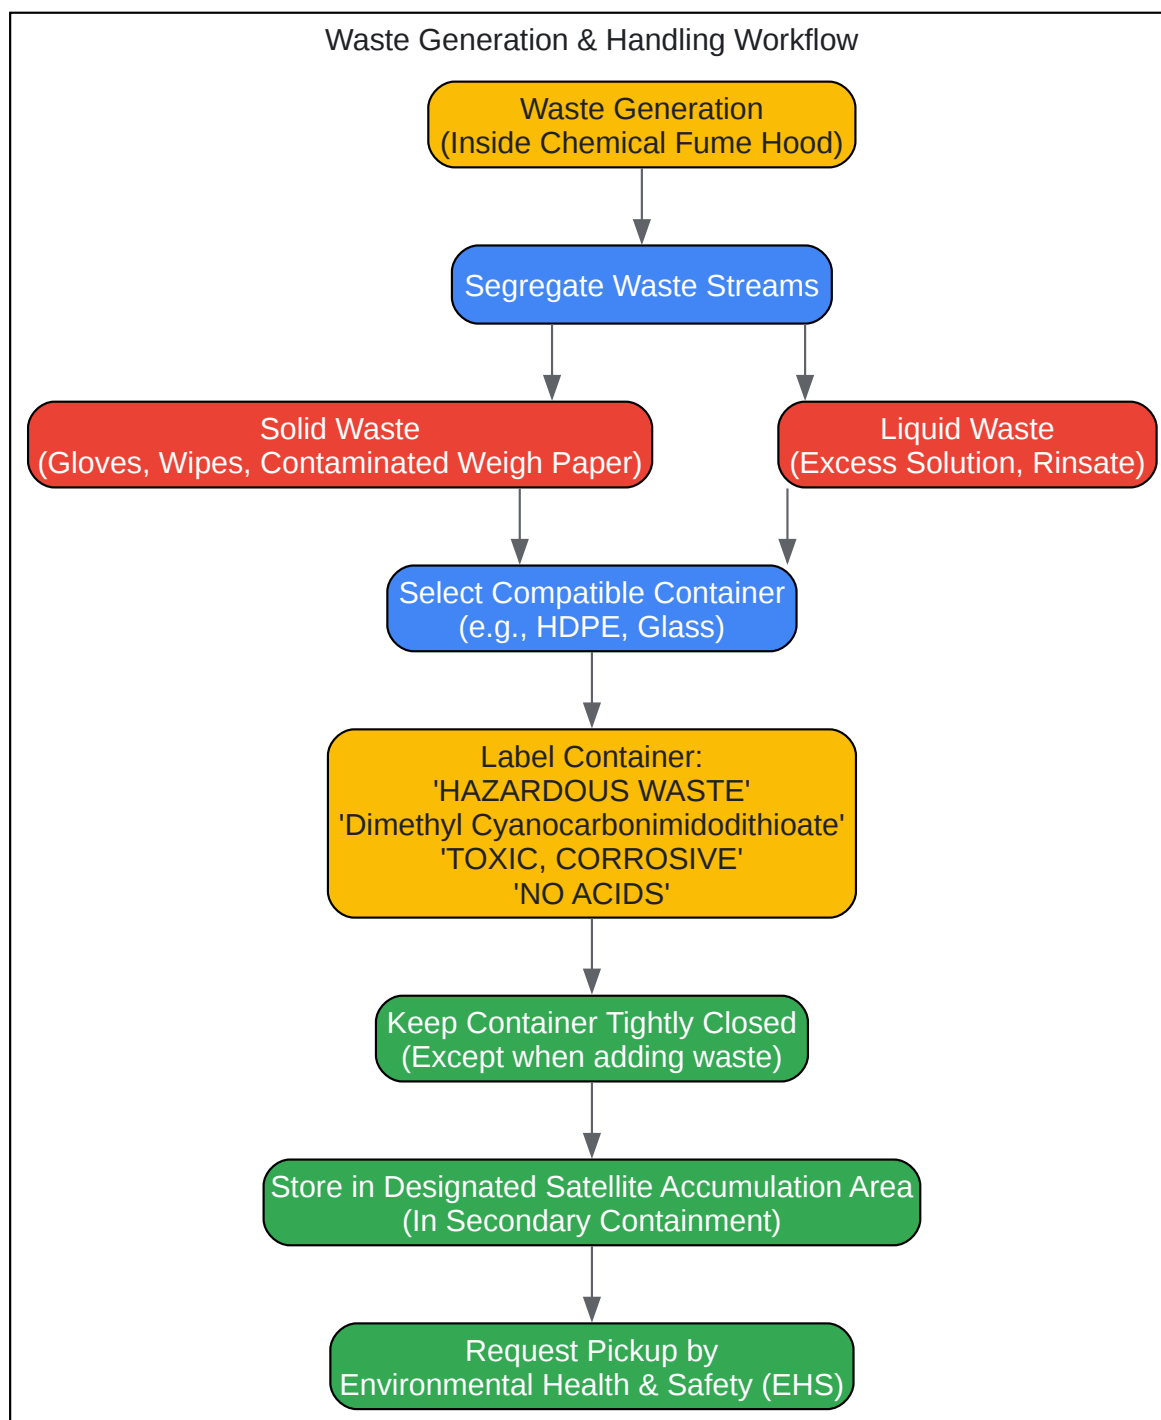 Waste Generation & Handling Workflow
Waste Generation
(Inside Chemical Fume Hood)
Segregate Waste Streams
Solid Waste
(Gloves, Wipes, Contaminated Weigh Paper)
Liquid Waste
(Excess Solution, Rinsate)
Select Compatible Container
(e.g., HDPE, Glass)
Label Container:
'HAZARDOUS WASTE'
'Dimethyl Cyanocarbonimidodithioate'
'TOXIC, CORROSIVE'
'NO ACIDS'
Keep Container Tightly Closed
(Except when adding waste)
Store in Designated Satellite Accumulation Area
(In Secondary Containment)
Request Pickup by
Environmental Health & Safety (EHS)